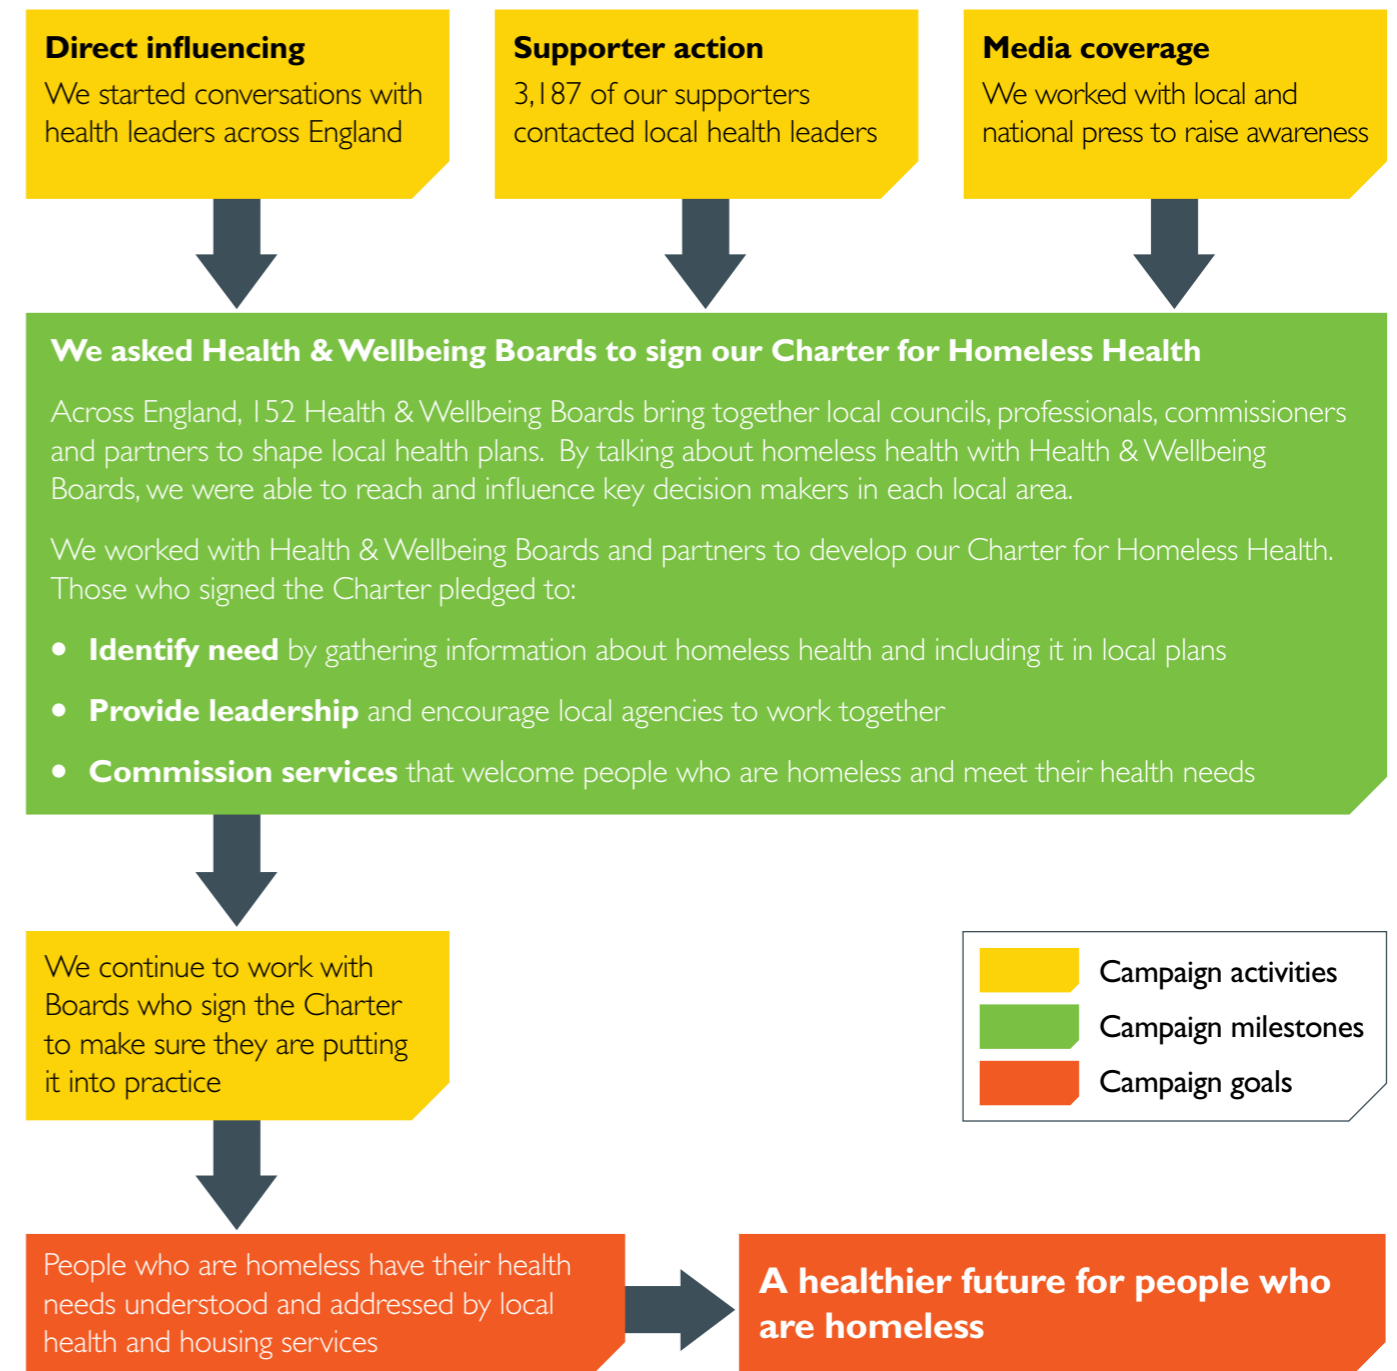 Direct influencing
We started conversations with
health leaders across England
Supporter action
3,187 of our supporters
contacted local health leaders
Media coverage
We worked with local and
national press to raise awareness
We asked Health & Wellbeing Boards to sign our Charter for Homeless Health
Across England, 152 Health & Wellbeing Boards bring together local councils, professionals, commissioners
and partners to shape local health plans. By talking about homeless health with Health & Wellbeing
Boards, we were able to reach and influence key decision makers in each local area.
We worked with Health & Wellbeing Boards and partners to develop our Charter for Homeless Health.
Those who signed the Charter pledged to:
• Identify need by gathering information about homeless health and including it in local plans
• Provide leadership and encourage local agencies to work together
• Commission services that welcome people who are homeless and meet their health needs
We continue to work with
Boards who sign the Charter
to make sure they are putting
it into practice
Campaign activities
Campaign milestones
Campaign goals
People who are homeless have their health
needs understood and addressed by local
health and housing services
A healthier future for people who
are homeless